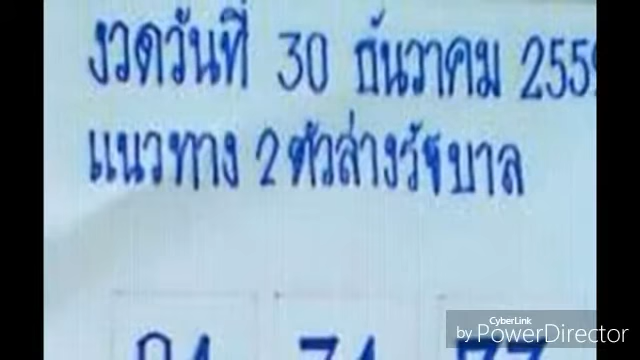 งวดวันที่ 30 ธันวาคม 2559
แนวทาง 2 ตัวล่างรัฐบาล
CyberLink
by PowerDirector